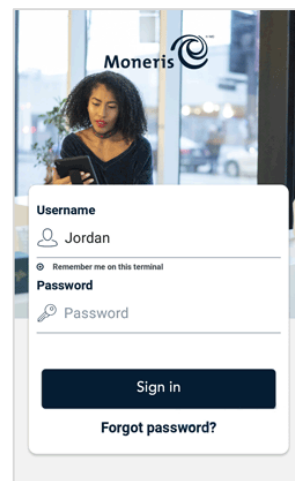 Moneris
Username
Jordan
Remember me on this terminal
Password
Password
Sign in
Forgot password?